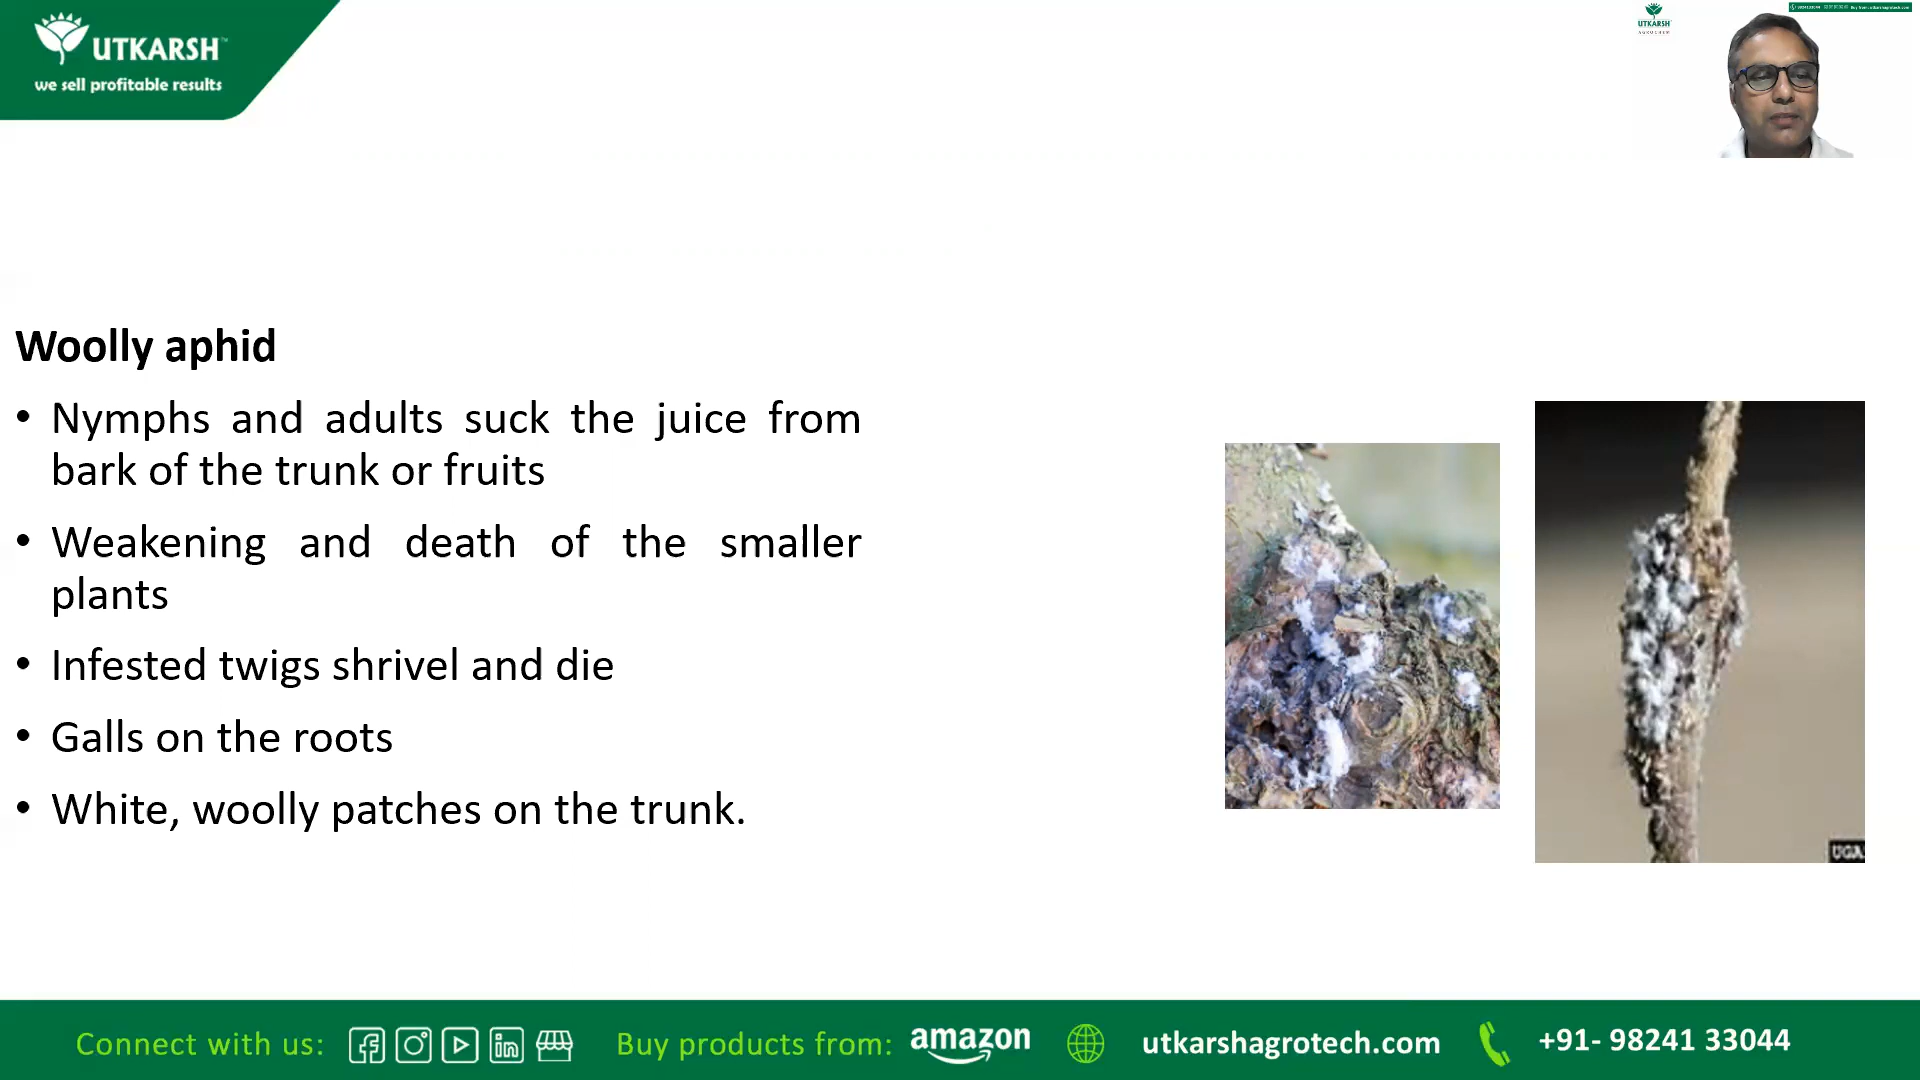 UTKARSH™
we sell profitable results
UTKARSH
AGROCHEM
Woolly aphid
• Nymphs and adults suck the juice from
bark of the trunk or fruits
• Weakening and death of the smaller
plants
• Infested twigs shrivel and die
• Galls on the roots
• White, woolly patches on the trunk.
UGA
Connect with us: Buy products from: amazon utkarshagrotech.com +91- 98241 33044